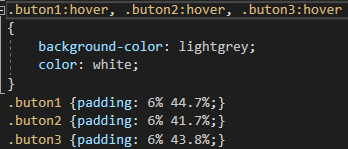 .buton1:hover, .buton2:hover, .buton3:hover
{
    background-color: lightgrey;
    color: white;
}
.buton1 {padding: 6% 44.7%;}
.buton2 {padding: 6% 41.7%;}
.buton3 {padding: 6% 43.8%;}